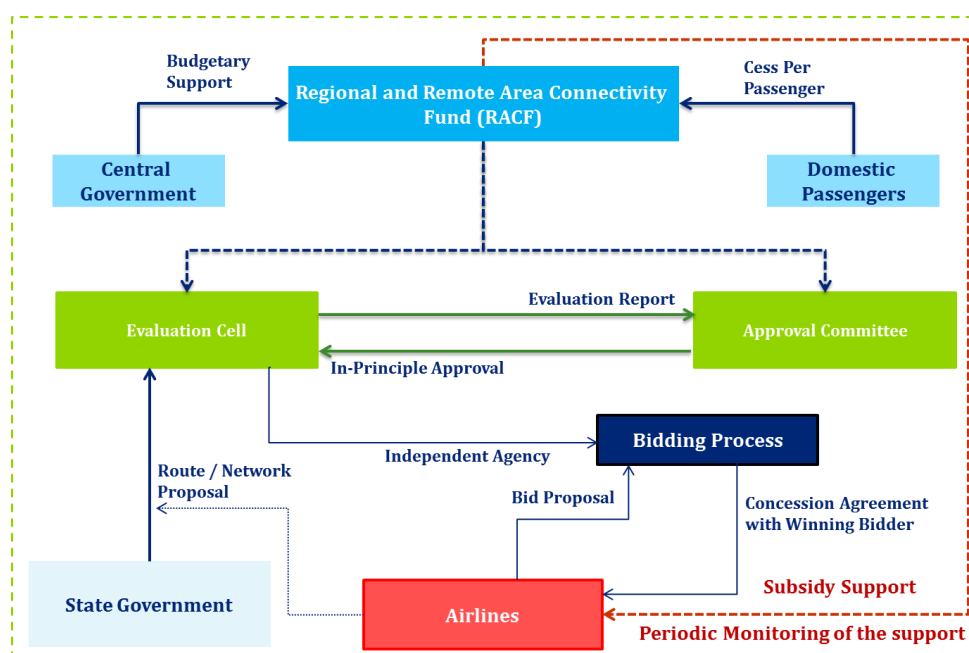 Budgetary
Support
Regional and Remote Area Connectivity
Fund (RACF)
Cess Per
Passenger
Central
Government
Domestic
Passengers
Evaluation Cell
Evaluation Report
Approval Committee
In-Principle Approval
Bidding Process
Independent Agency
Route / Network
Proposal
Bid Proposal
Concession Agreement
with Winning Bidder
State Government
Airlines
Subsidy Support
Periodic Monitoring of the support